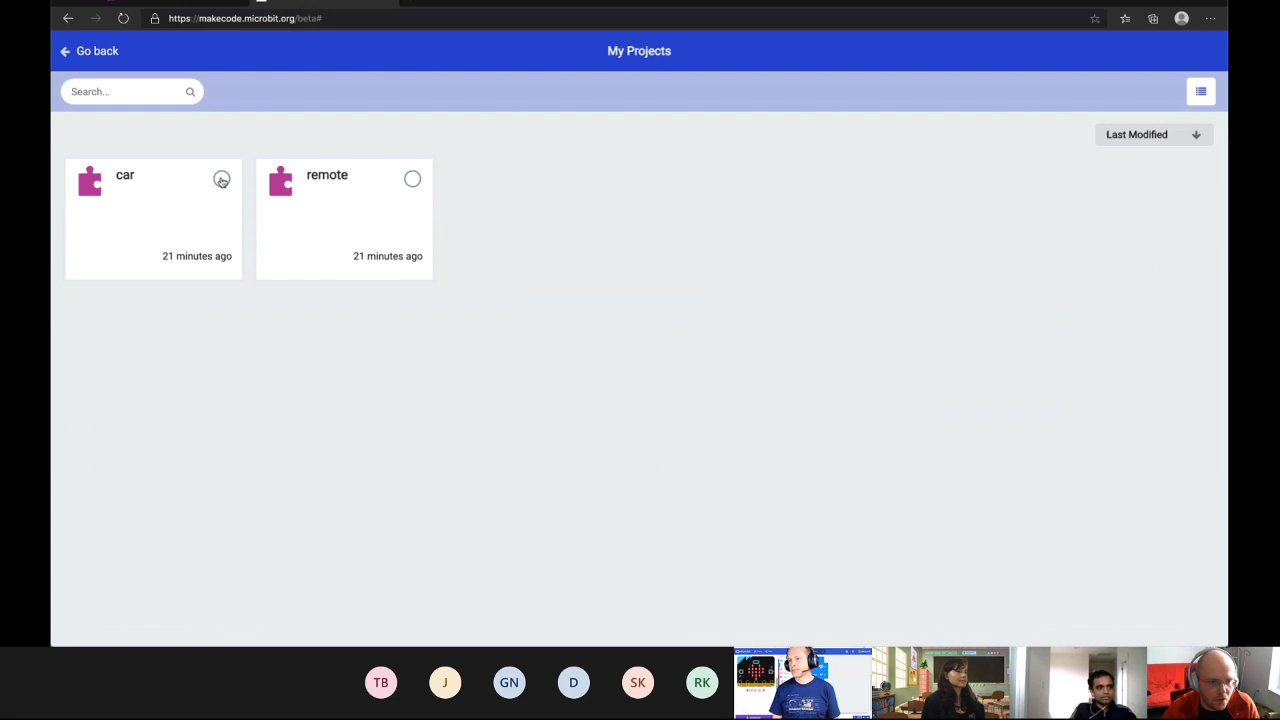 https://makecode.microbit.org/beta#
Go back
My Projects
Search...
Last Modified
car
remote
21 minutes ago
21 minutes ago
TB
J
GN
D
SK
RK